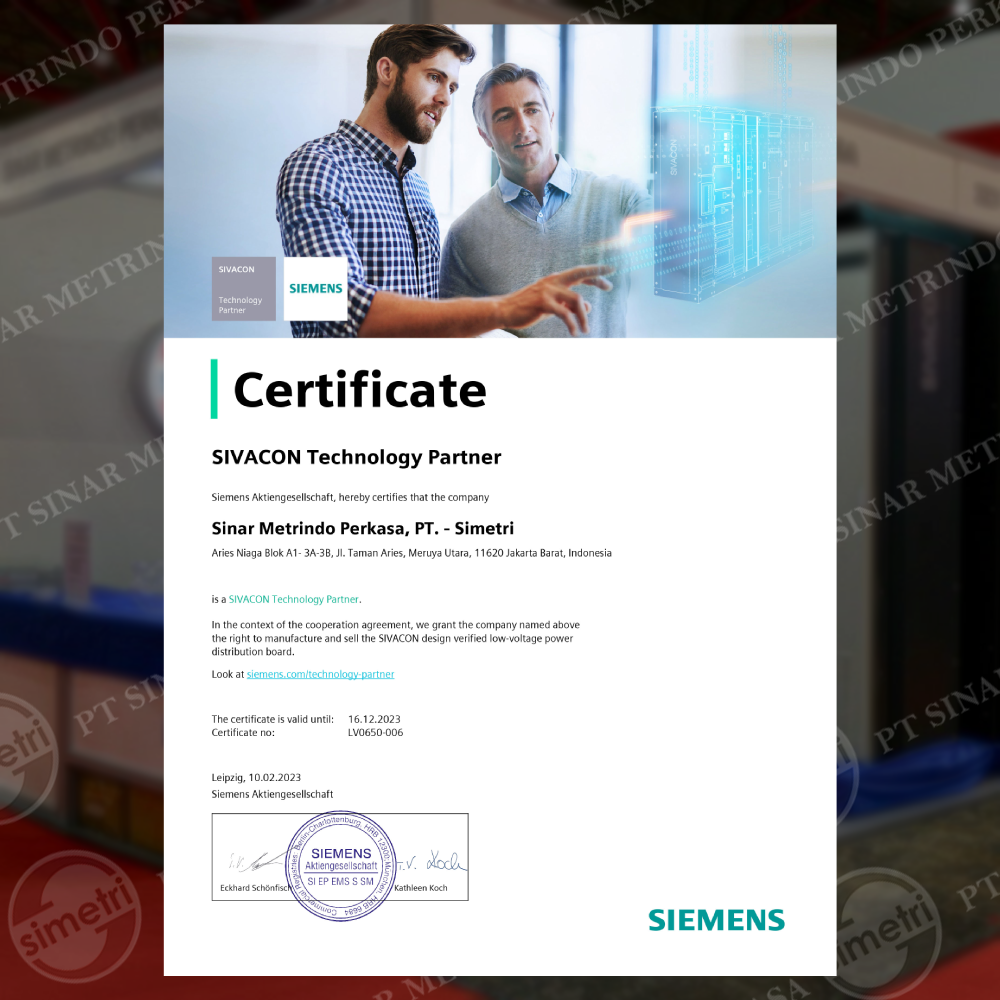 SIVACON
SIVACON
Technology
Partner
SIEMENS
Certificate
SIVACON Technology Partner
Siemens Aktiengesellschaft, hereby certifies that the company
Sinar Metrindo Perkasa, PT. - Simetri
Aries Niaga Blok A1- 3A-3B, Jl. Taman Aries, Meruya Utara, 11620 Jakarta Barat, Indonesia
is a SIVACON Technology Partner.
In the context of the cooperation agreement, we grant the company named above
the right to manufacture and sell the SIVACON design verified low-voltage power
distribution board.
Look at siemens.com/technology-partner
The certificate is valid until: 16.12.2023
Certificate no: LV0650-006
Leipzig, 10.02.2023
Siemens Aktiengesellschaft
Commercial Registries: Berlin-Charlottenburg, HRB 12300; München, HRB 6684
SIEMENS
Aktiengesellschaft
SI EP EMS S SM
i.V. Koch
Eckhard Schönfisch
Kathleen Koch
SIEMENS
PT SINAR METRINDO PERKASA
simetri
simetri